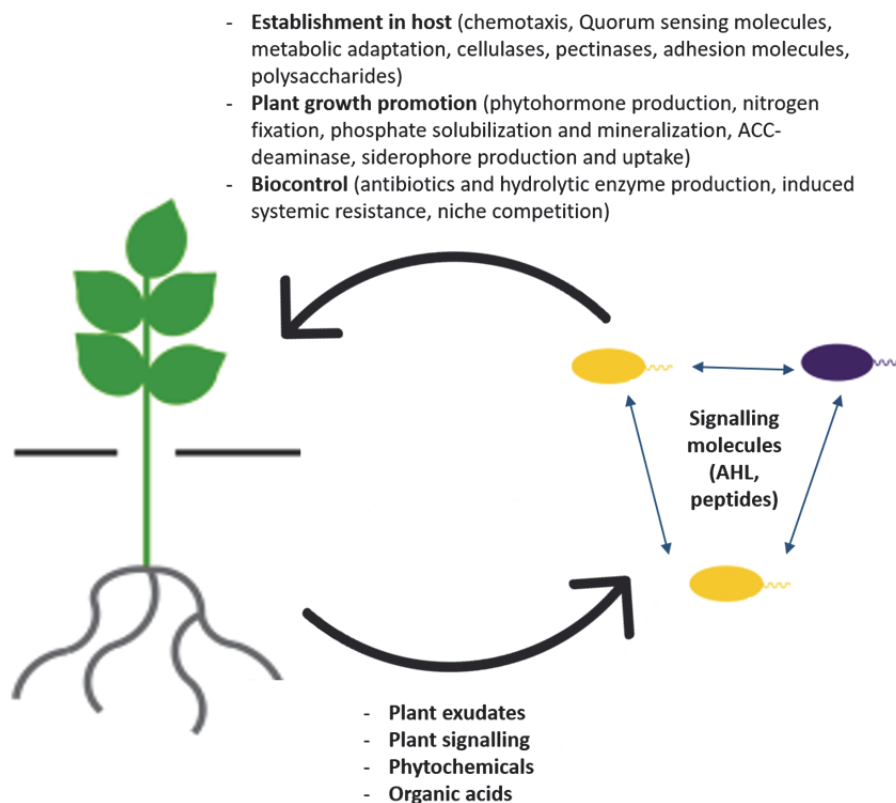 - Establishment in host (chemotaxis, Quorum sensing molecules,
metabolic adaptation, cellulases, pectinases, adhesion molecules,
polysaccharides)
- Plant growth promotion (phytohormone production, nitrogen
fixation, phosphate solubilization and mineralization, ACC-
deaminase, siderophore production and uptake)
- Biocontrol (antibiotics and hydrolytic enzyme production, induced
systemic resistance, niche competition)
Signalling
molecules
(AHL,
peptides)
- Plant exudates
- Plant signalling
- Phytochemicals
- Organic acids